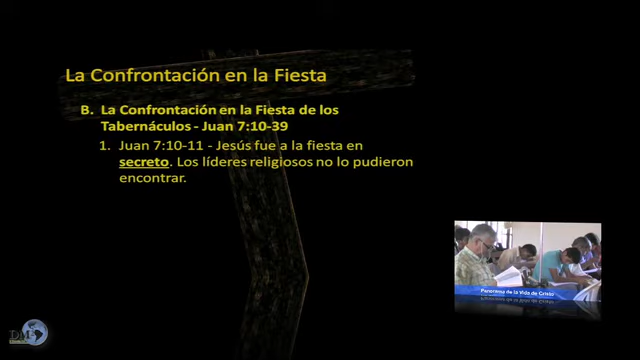 La Confrontación en la Fiesta
B. La Confrontación en la Fiesta de los
Tabernáculos - Juan 7:10-39
1. Juan 7:10-11 - Jesús fue a la fiesta en
secreto. Los líderes religiosos no lo pudieron
encontrar.
Panorama de la Vida de Cristo